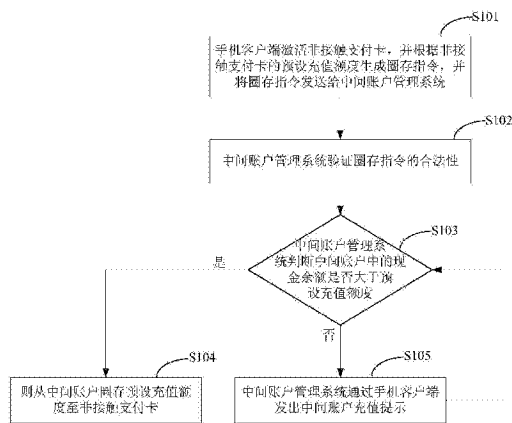 S101
手机客户端激活非接触支付卡，并根据非接
触支付卡的预设充值额度生成圈存指令，并
将圈存指令发送给中间账户管理系统
S102
中间账户管理系统验证圈存指令的合法性
S103
中间账户管理系
统判断中间账户中的现
金余额是否大于预
设充值额度
是
否
S104
则从中间账户圈存预设充值额
度至非接触支付卡
S105
中间账户管理系统通过手机客户端
发出中间账户充值提示